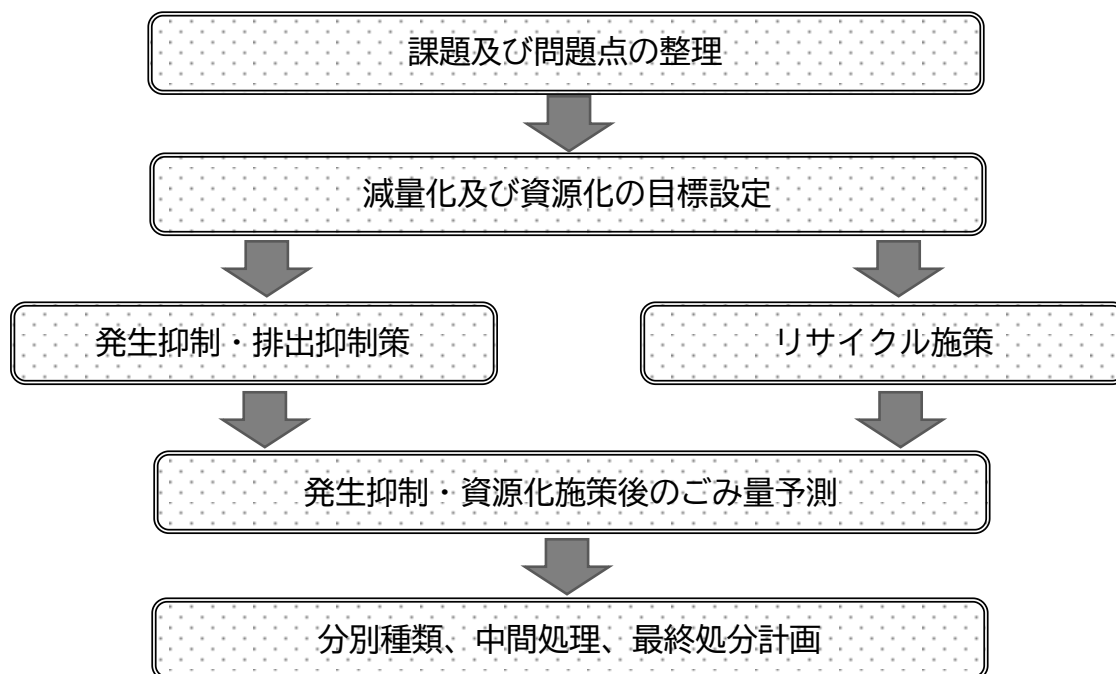 課題及び問題点の整理
減量化及び資源化の目標設定
発生抑制・排出抑制策
リサイクル施策
発生抑制・資源化施策後のごみ量予測
分別種類、中間処理、最終処分計画